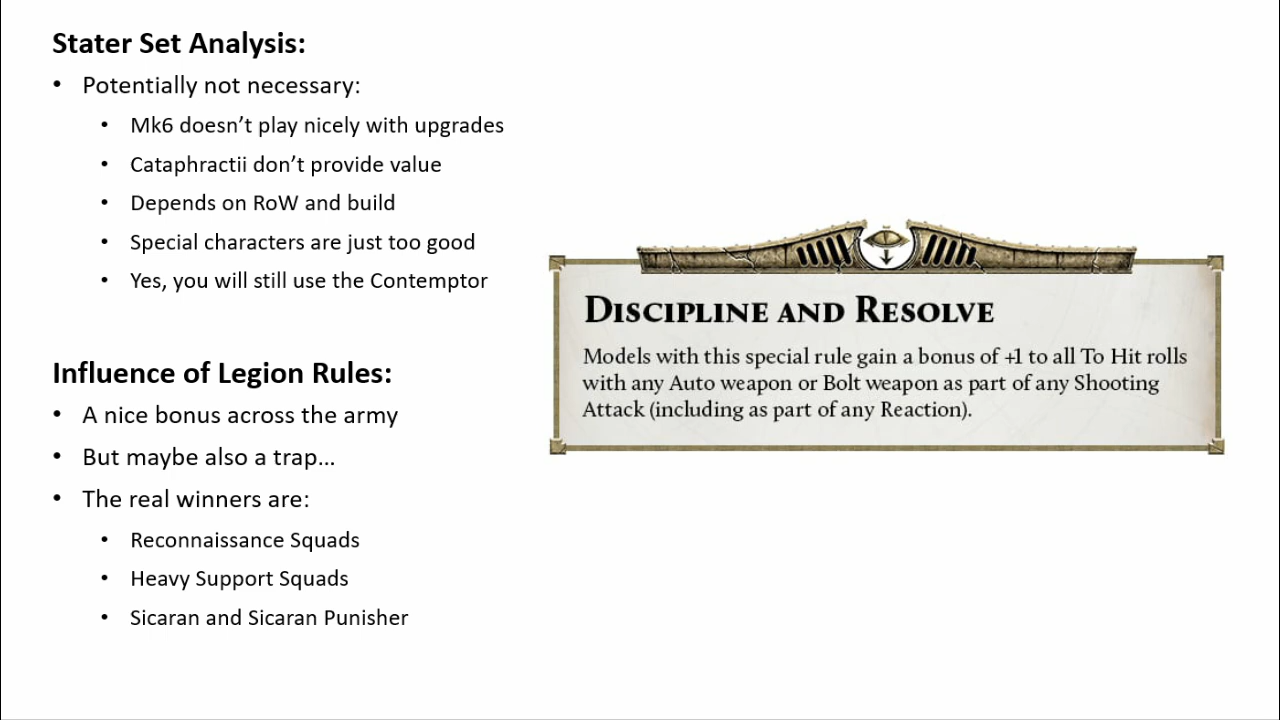 Stater Set Analysis:
• Potentially not necessary:
• Mk6 doesn't play nicely with upgrades
• Cataphractii don't provide value
• Depends on RoW and build
• Special characters are just too good
• Yes, you will still use the Contemptor
Influence of Legion Rules:
• A nice bonus across the army
• But maybe also a trap...
• The real winners are:
• Reconnaissance Squads
• Heavy Support Squads
• Sicaran and Sicaran Punisher
Discipline and Resolve
Models with this special rule gain a bonus of +1 to all To Hit rolls
with any Auto weapon or Bolt weapon as part of any Shooting
Attack (including as part of any Reaction).